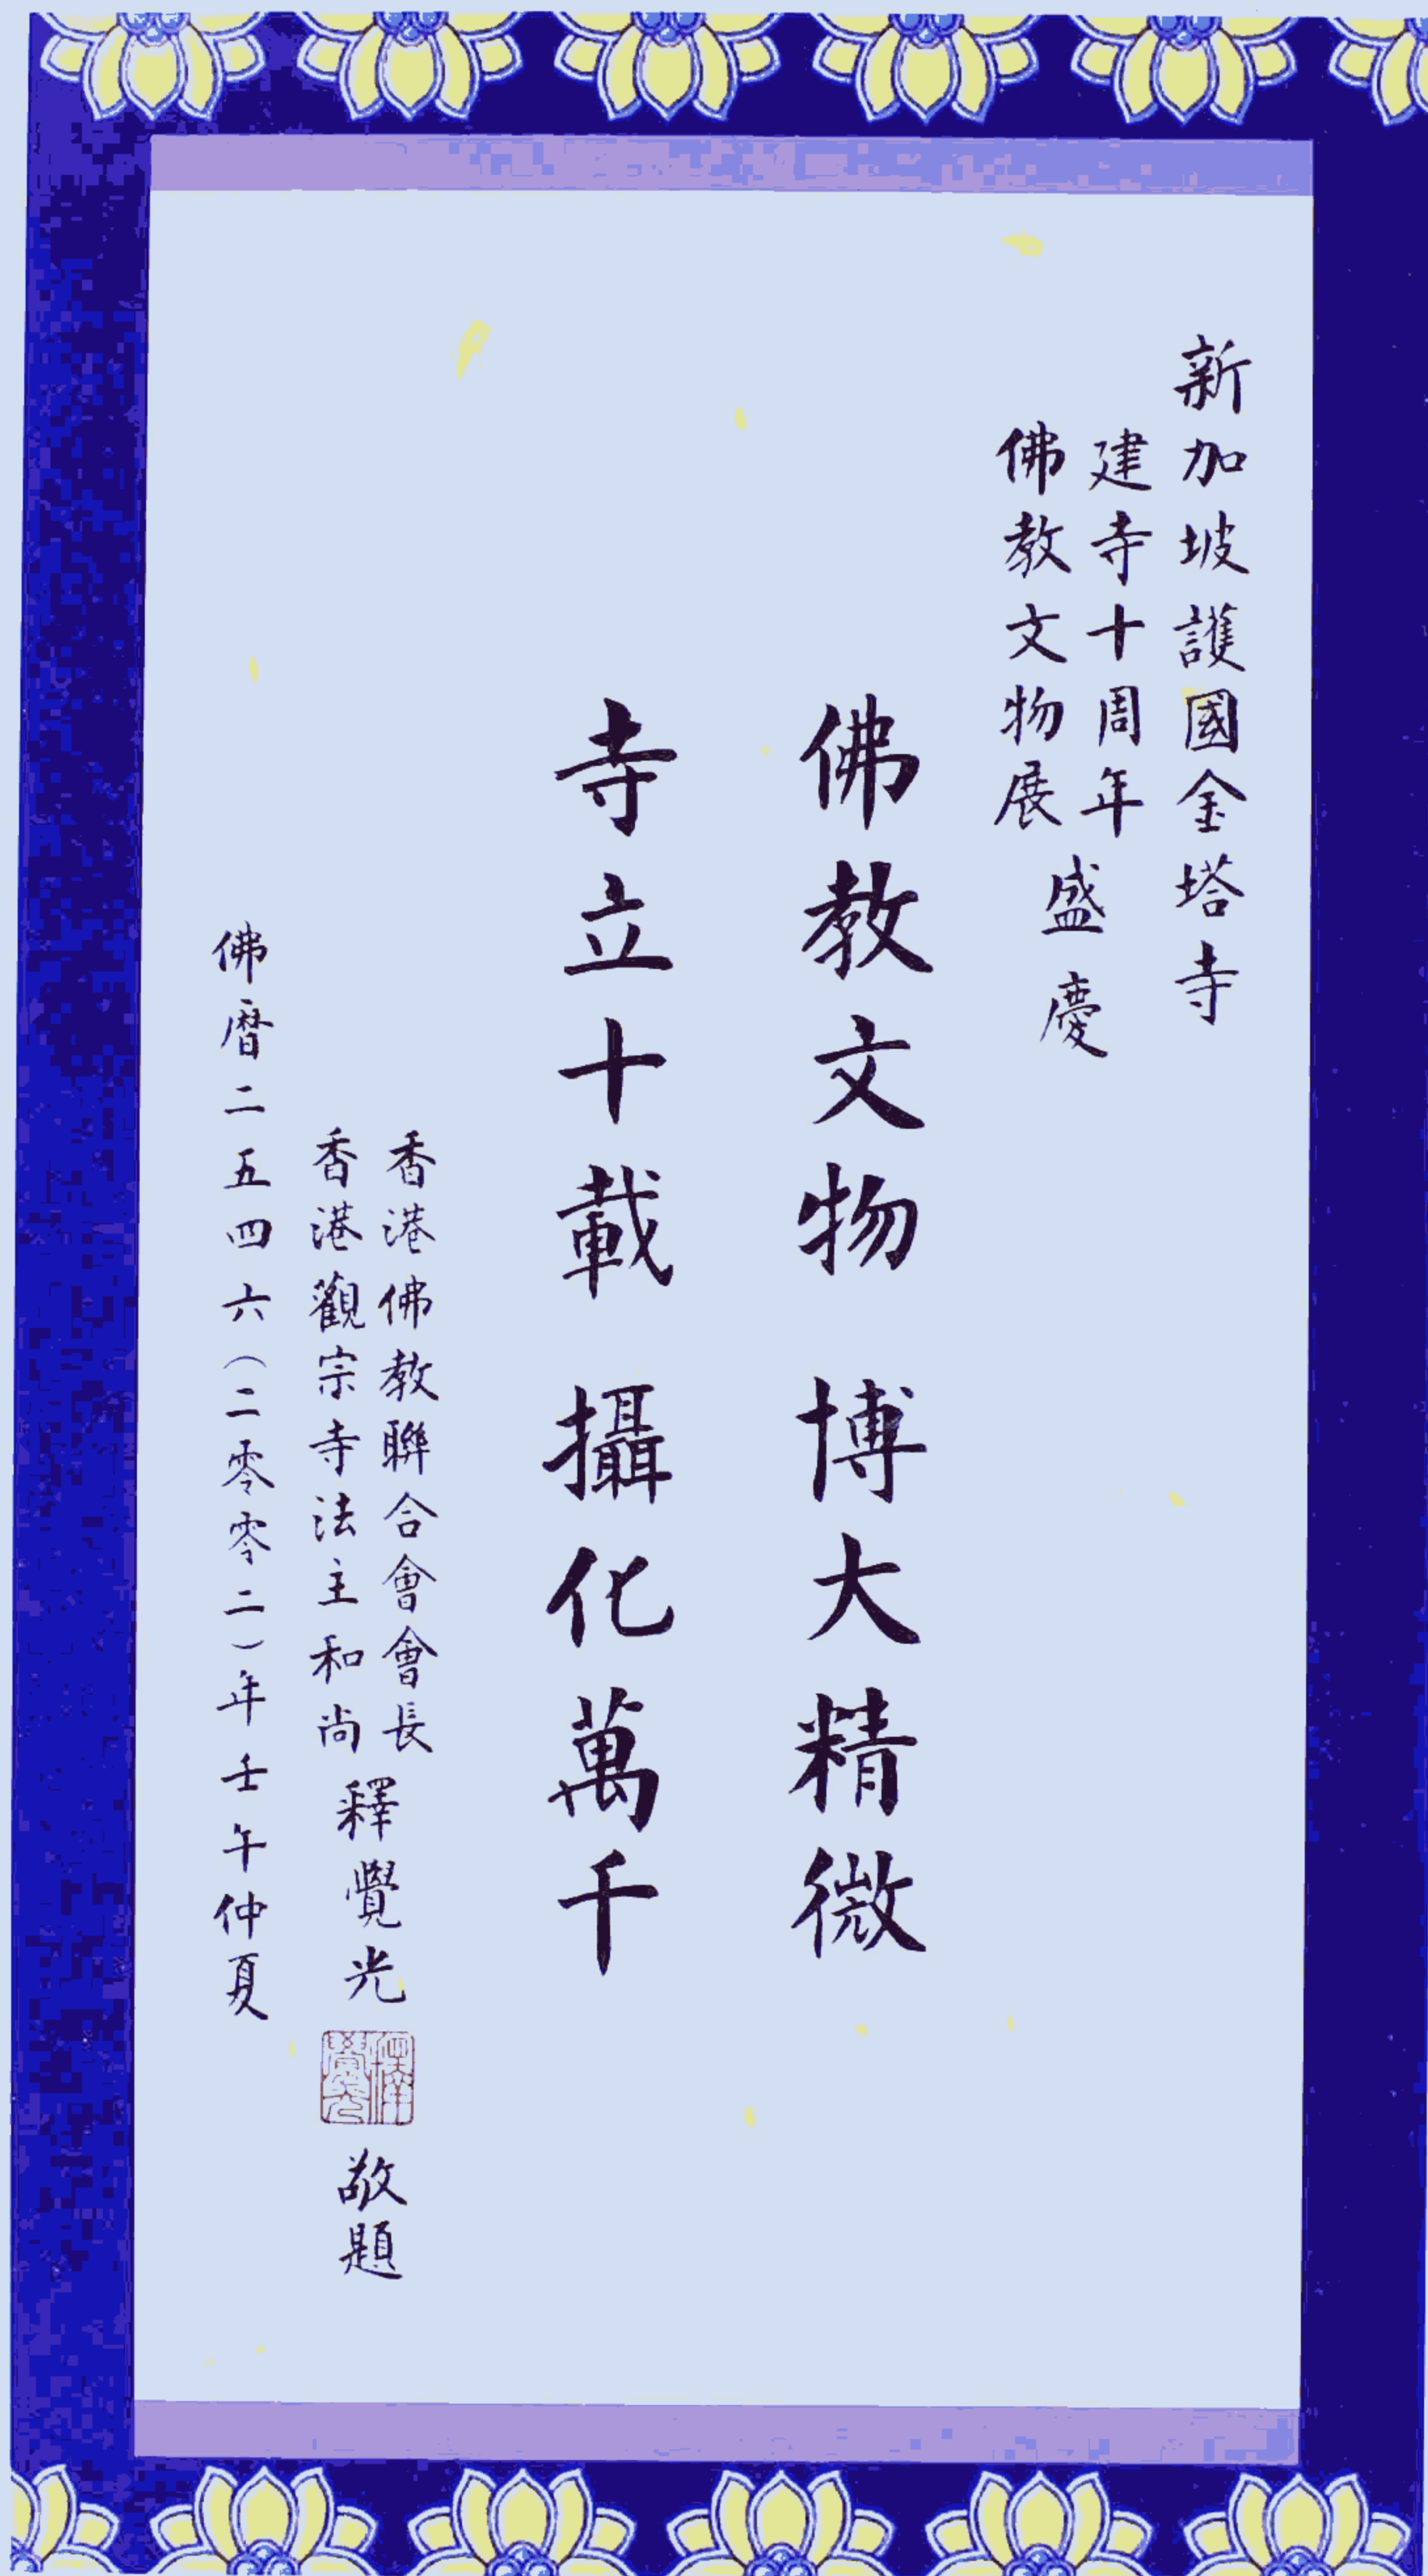 新加坡護國金塔寺
建寺十周年
佛教文物展
盛慶
佛教文物 博大精微
寺立十載 攝化萬千
香港佛教聯合會會長
香港觀宗寺法主和尚
釋覺光
敬題
佛曆二五四六（二零零二）年壬午仲夏